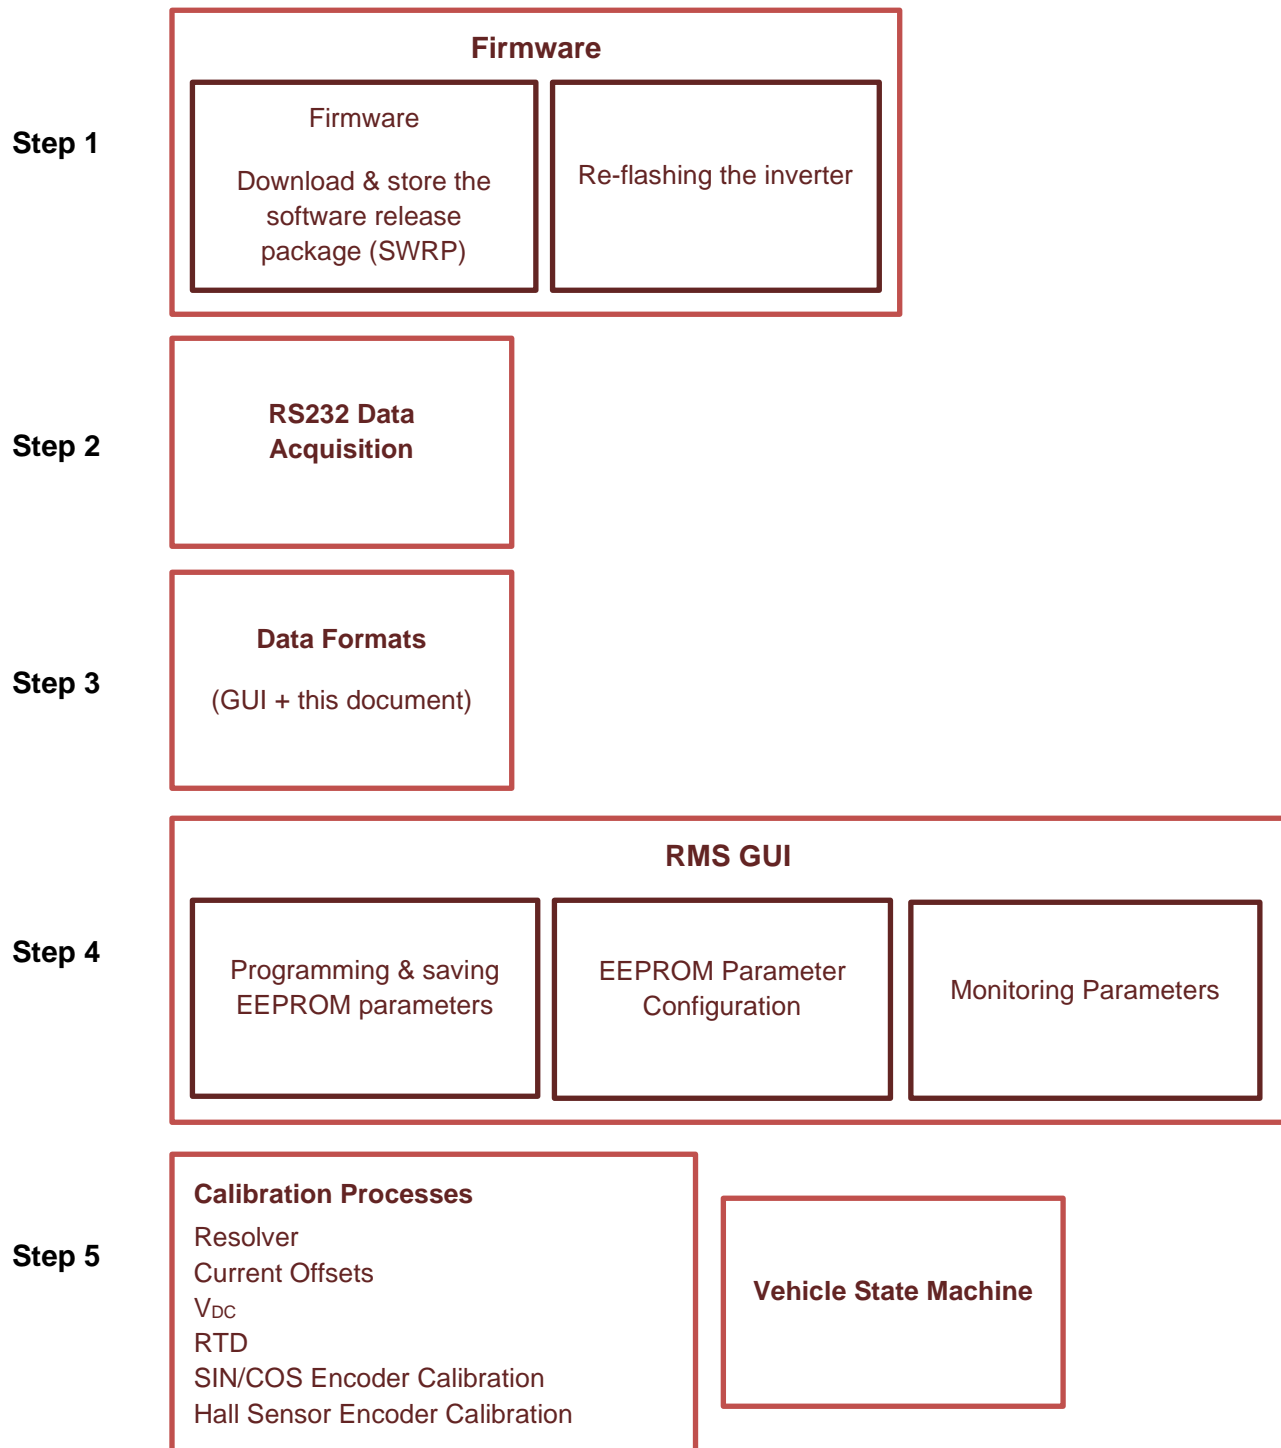 Firmware
Step 1
Firmware
Download & store the
software release
package (SWRP)
Re-flashing the inverter
Step 2
RS232 Data
Acquisition
Step 3
Data Formats
(GUI + this document)
RMS GUI
Step 4
Programming & saving
EEPROM parameters
EEPROM Parameter
Configuration
Monitoring Parameters
Step 5
Calibration Processes
Resolver
Current Offsets
VDC
RTD
SIN/COS Encoder Calibration
Hall Sensor Encoder Calibration
Vehicle State Machine